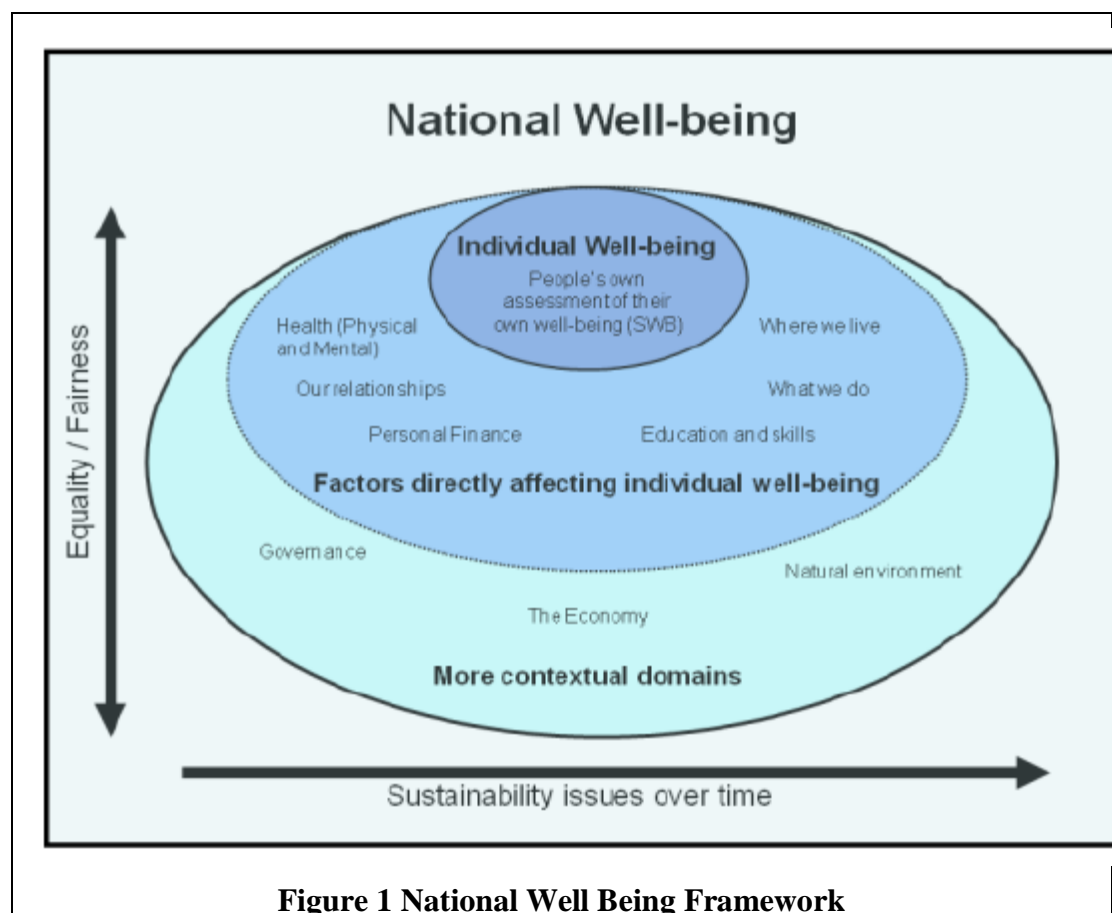 National Well-being
Individual Well-being
People's own
assessment of their
own well-being (SWB)
Health (Physical
and Mental)
Where we live
Our relationships
What we do
Personal Finance
Education and skills
Factors directly affecting individual well-being
Governance
Natural environment
The Economy
More contextual domains
Equality / Fairness
Sustainability issues over time
Figure 1 National Well Being Framework